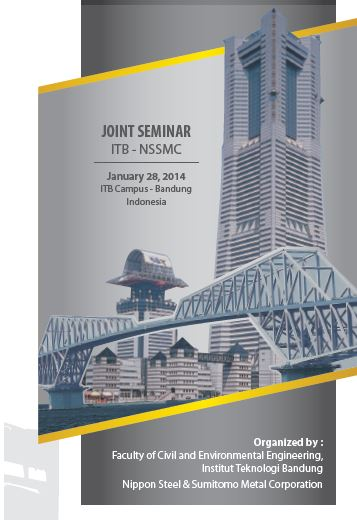 JOINT SEMINAR
ITB - NSSMC
January 28, 2014
ITB Campus - Bandung
Indonesia
Organized by :
Faculty of Civil and Environmental Engineering,
Institut Teknologi Bandung
Nippon Steel & Sumitomo Metal Corporation